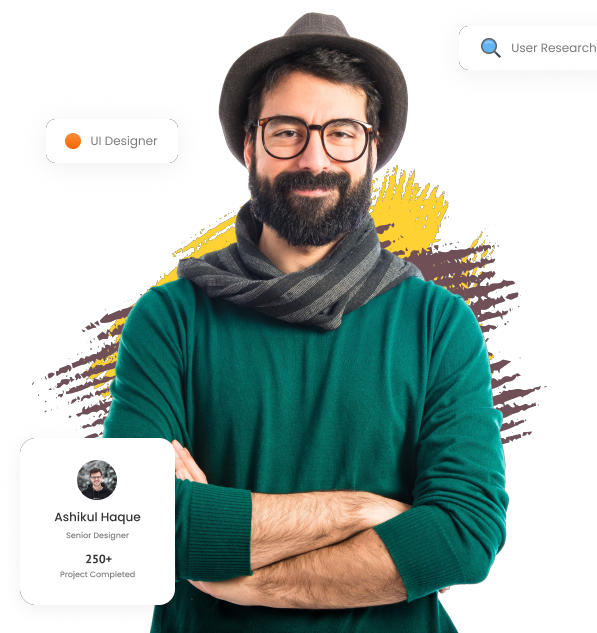 User Research
UI Designer
Ashikul Haque
Senior Designer
250+
Project Completed